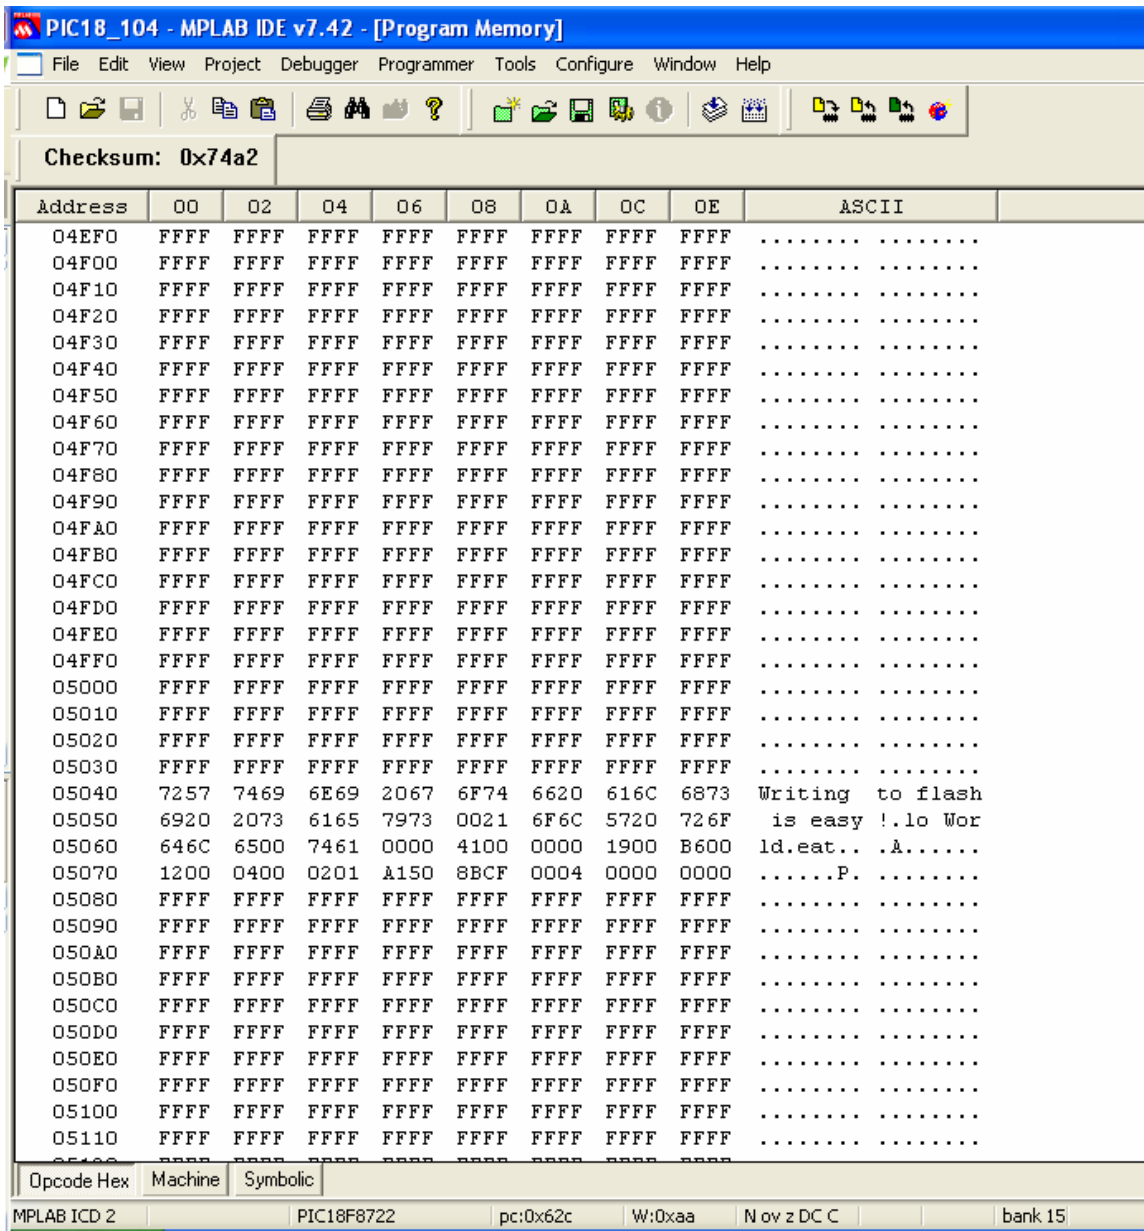 PIC18_104 - MPLAB IDE v7.42 - [Program Memory]
File Edit View Project Debugger Programmer Tools Configure Window Help
Checksum: 0x74a2
Address 00 02 04 06 08 0A 0C 0E ASCII
04EF0 FFFF FFFF FFFF FFFF FFFF FFFF FFFF FFFF ........ ........
04F00 FFFF FFFF FFFF FFFF FFFF FFFF FFFF FFFF ........ ........
04F10 FFFF FFFF FFFF FFFF FFFF FFFF FFFF FFFF ........ ........
04F20 FFFF FFFF FFFF FFFF FFFF FFFF FFFF FFFF ........ ........
04F30 FFFF FFFF FFFF FFFF FFFF FFFF FFFF FFFF ........ ........
04F40 FFFF FFFF FFFF FFFF FFFF FFFF FFFF FFFF ........ ........
04F50 FFFF FFFF FFFF FFFF FFFF FFFF FFFF FFFF ........ ........
04F60 FFFF FFFF FFFF FFFF FFFF FFFF FFFF FFFF ........ ........
04F70 FFFF FFFF FFFF FFFF FFFF FFFF FFFF FFFF ........ ........
04F80 FFFF FFFF FFFF FFFF FFFF FFFF FFFF FFFF ........ ........
04F90 FFFF FFFF FFFF FFFF FFFF FFFF FFFF FFFF ........ ........
04FA0 FFFF FFFF FFFF FFFF FFFF FFFF FFFF FFFF ........ ........
04FB0 FFFF FFFF FFFF FFFF FFFF FFFF FFFF FFFF ........ ........
04FC0 FFFF FFFF FFFF FFFF FFFF FFFF FFFF FFFF ........ ........
04FD0 FFFF FFFF FFFF FFFF FFFF FFFF FFFF FFFF ........ ........
04FE0 FFFF FFFF FFFF FFFF FFFF FFFF FFFF FFFF ........ ........
04FF0 FFFF FFFF FFFF FFFF FFFF FFFF FFFF FFFF ........ ........
05000 FFFF FFFF FFFF FFFF FFFF FFFF FFFF FFFF ........ ........
05010 FFFF FFFF FFFF FFFF FFFF FFFF FFFF FFFF ........ ........
05020 FFFF FFFF FFFF FFFF FFFF FFFF FFFF FFFF ........ ........
05030 FFFF FFFF FFFF FFFF FFFF FFFF FFFF FFFF ........ ........
05040 7257 7469 6E69 2067 6F74 6620 616C 6873 Writing  to flash
05050 6920 2073 6165 7973 0021 6F6C 5720 726F  is easy !.lo Wor
05060 646C 6500 7461 0000 4100 0000 1900 B600 ld.eat.. .A......
05070 1200 0400 0201 A150 8BCF 0004 0000 0000 ......P. ........
05080 FFFF FFFF FFFF FFFF FFFF FFFF FFFF FFFF ........ ........
05090 FFFF FFFF FFFF FFFF FFFF FFFF FFFF FFFF ........ ........
050A0 FFFF FFFF FFFF FFFF FFFF FFFF FFFF FFFF ........ ........
050B0 FFFF FFFF FFFF FFFF FFFF FFFF FFFF FFFF ........ ........
050C0 FFFF FFFF FFFF FFFF FFFF FFFF FFFF FFFF ........ ........
050D0 FFFF FFFF FFFF FFFF FFFF FFFF FFFF FFFF ........ ........
050E0 FFFF FFFF FFFF FFFF FFFF FFFF FFFF FFFF ........ ........
050F0 FFFF FFFF FFFF FFFF FFFF FFFF FFFF FFFF ........ ........
05100 FFFF FFFF FFFF FFFF FFFF FFFF FFFF FFFF ........ ........
05110 FFFF FFFF FFFF FFFF FFFF FFFF FFFF FFFF ........ ........
Opcode Hex Machine Symbolic
MPLAB ICD 2 PIC18F8722 pc:0x62c W:0xaa N ov z DC C bank 15